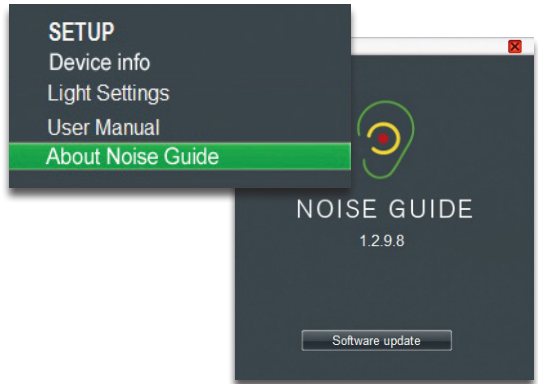 SETUP
Device info
Light Settings
User Manual
About Noise Guide
NOISE GUIDE
1.2.9.8
Software update